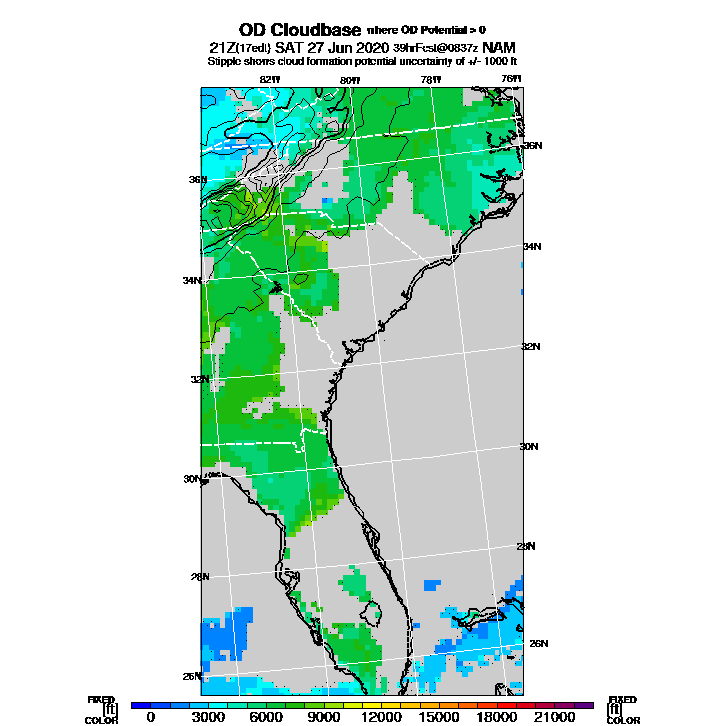 OD Cloudbase where OD Potential > 0
21Z(17edt) SAT 27 Jun 2020 39hrFcst@0837z NAM
Stipple shows cloud formation potential uncertainty of +/- 1000 ft
82W 80W 78W 76W
36N 36N
34N 34N
32N 32N
30N 30N
28N 28N
26N 26N
FIXED [ft] COLOR 0 3000 6000 9000 12000 15000 18000 21000 FIXED [ft] COLOR